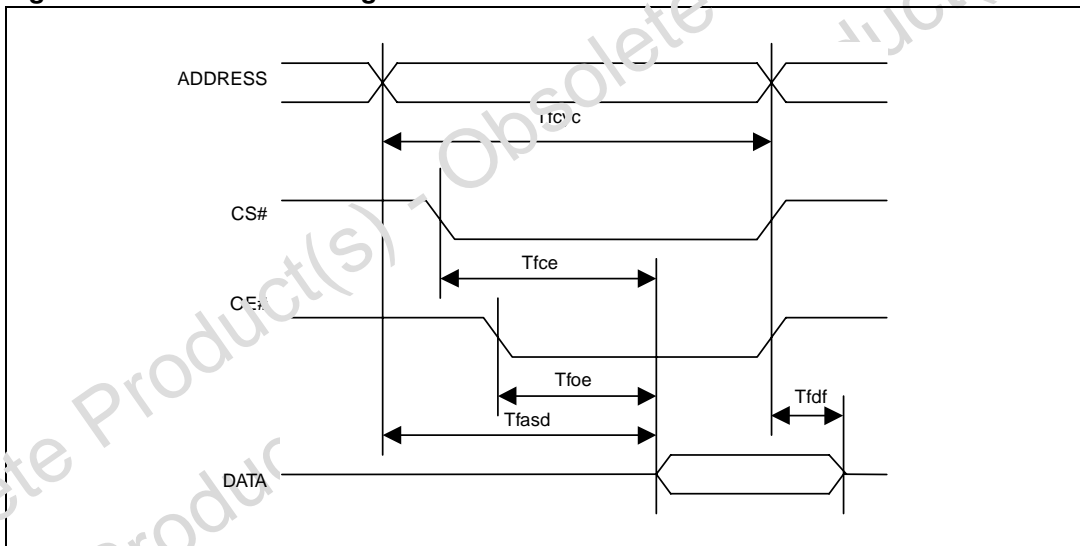 ADDRESS
CS#
Tfce
Tfoe
Tfasd
Tfdf
DATA
Obsolete Product(s) - Obsolete